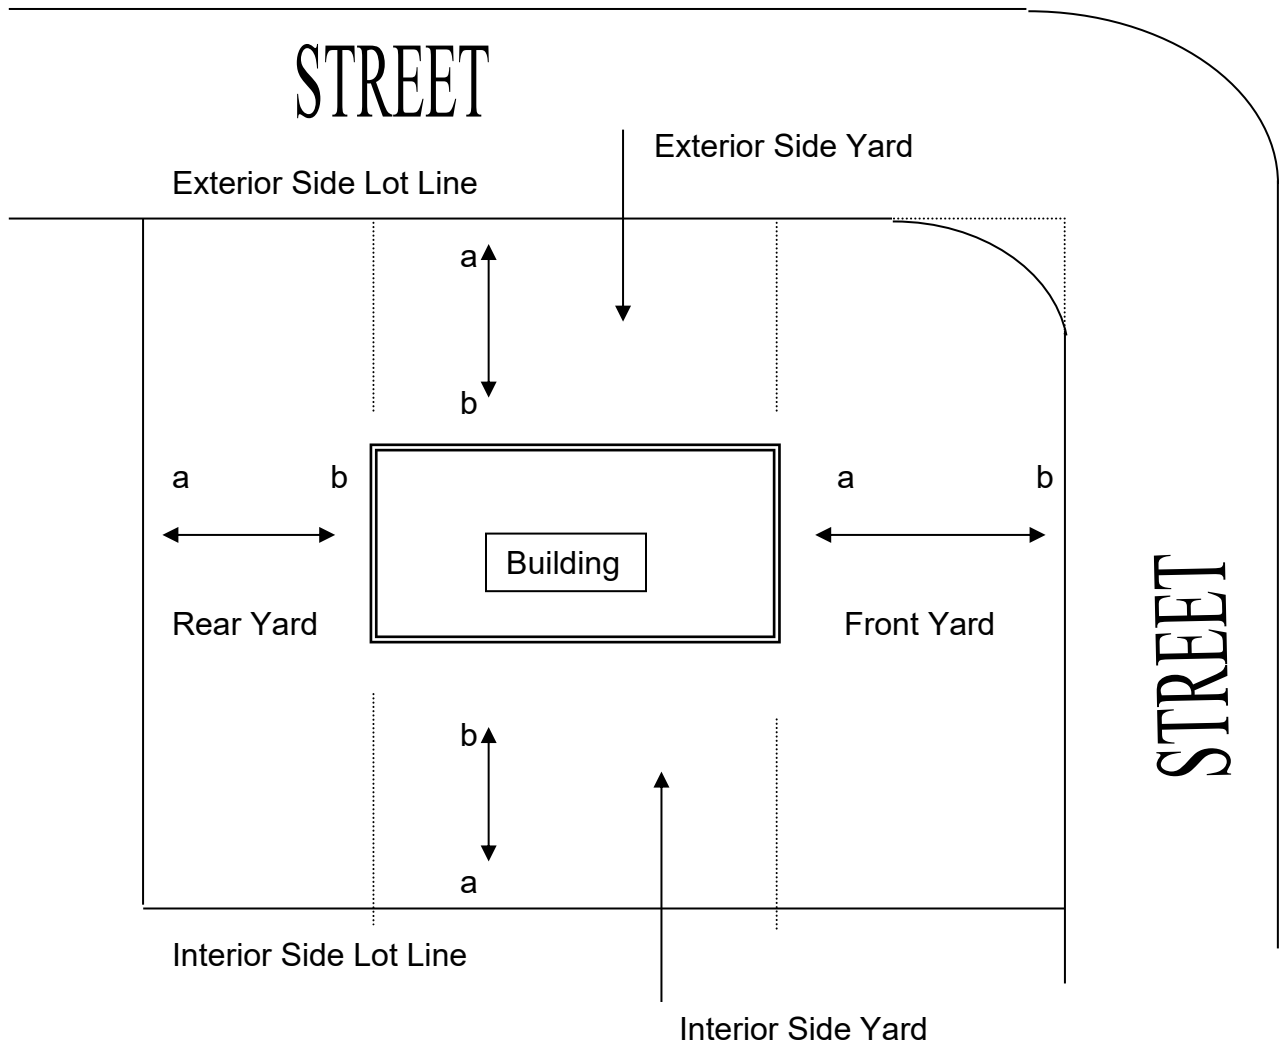 STREET
Exterior Side Yard
Exterior Side Lot Line
a
b
a
b
a
b
Building
Rear Yard
Front Yard
STREET
b
a
Interior Side Lot Line
Interior Side Yard